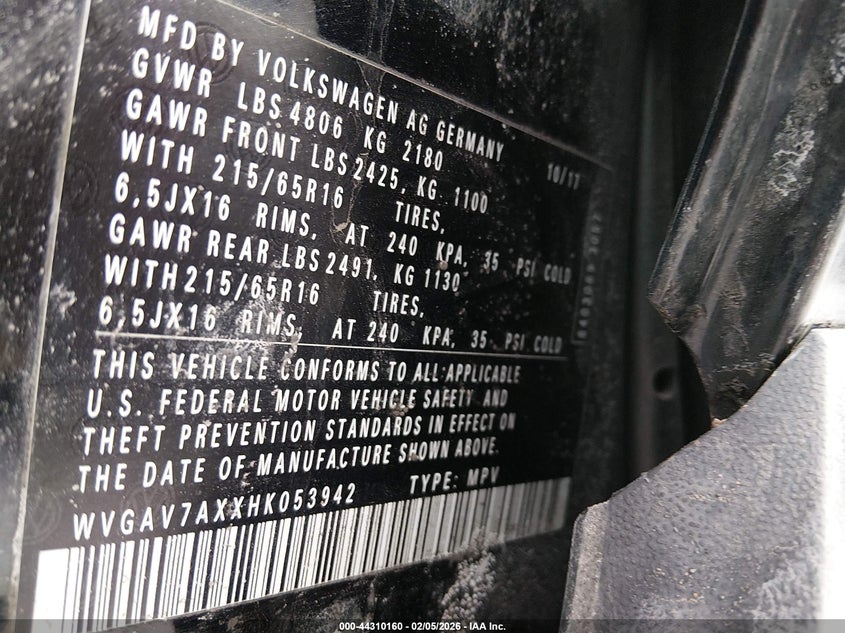 MFD BY VOLKSWAGEN AG GERMANY 10/17
GVWR LBS 4806 KG 2180
GAWR FRONT LBS 2425, KG 1100
WITH 215/65R16 TIRES,
6,5JX16 RIMS, AT 240 KPA, 35 PSI COLD
GAWR REAR LBS 2491, KG 1130
WITH 215/65R16 TIRES,
6,5JX16 RIMS, AT 240 KPA, 35 PSI COLD
THIS VEHICLE CONFORMS TO ALL APPLICABLE
U.S. FEDERAL MOTOR VEHICLE SAFETY AND
THEFT PREVENTION STANDARDS IN EFFECT ON
THE DATE OF MANUFACTURE SHOWN ABOVE.
WVGAV7AXXHK053942 TYPE: MPV
000-44310160 - 02/05/2026 - IAA Inc.